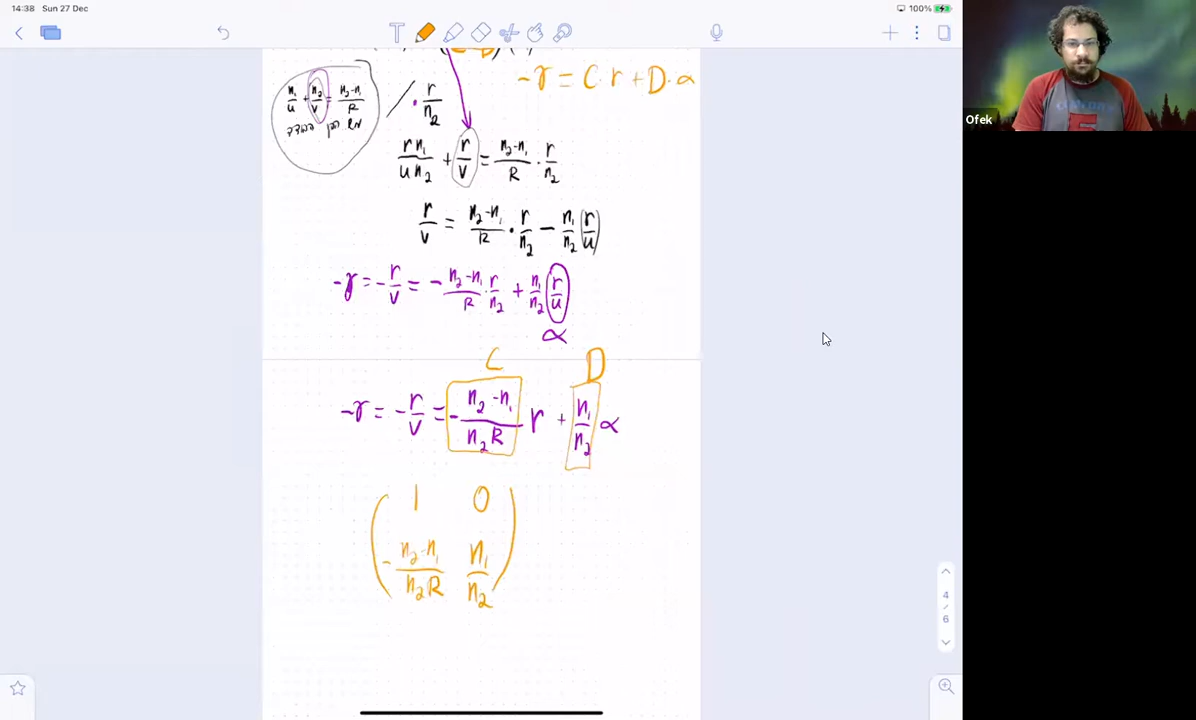 14:38 Sun 27 Dec
100%
-γ = C·r + D·α
n₁/u + n₂/v = n₂-n₁/R
/ · r/n₂
rn₁/un₂ + r/v = n₂-n₁/R · r/n₂
r/v = n₂-n₁/R · r/n₂ - n₁/n₂ r/u
-γ = -r/v = -n₂-n₁/R · r/n₂ + n₁/n₂ r/u
α
C D
-γ = -r/v = -n₂-n₁/n₂R r + n₁/n₂ α
1 0
-n₂-n₁/n₂R n₁/n₂
Ofek
4
/
6